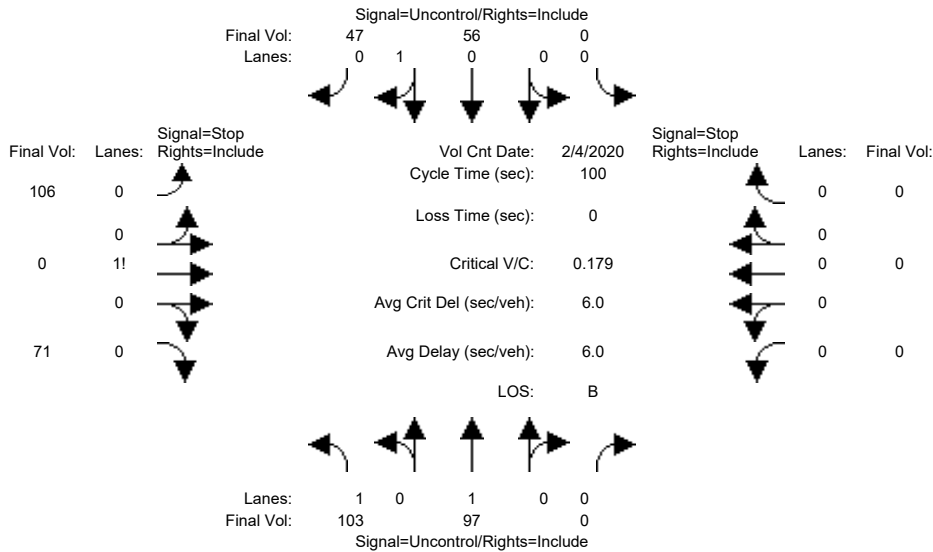 Signal=Uncontrol/Rights=Include
Final Vol: 47 56 0
Lanes: 0 1 0 0 0
Signal=Stop Signal=Stop
Final Vol: Lanes: Rights=Include Vol Cnt Date: 2/4/2020 Rights=Include Lanes: Final Vol:
Cycle Time (sec): 100
106 0 0 0
Loss Time (sec): 0
0 0
0 1! Critical V/C: 0.179 0 0
0 Avg Crit Del (sec/veh): 6.0 0
71 0 Avg Delay (sec/veh): 6.0 0 0
LOS: B
Lanes: 1 0 1 0 0
Final Vol: 103 97 0
Signal=Uncontrol/Rights=Include